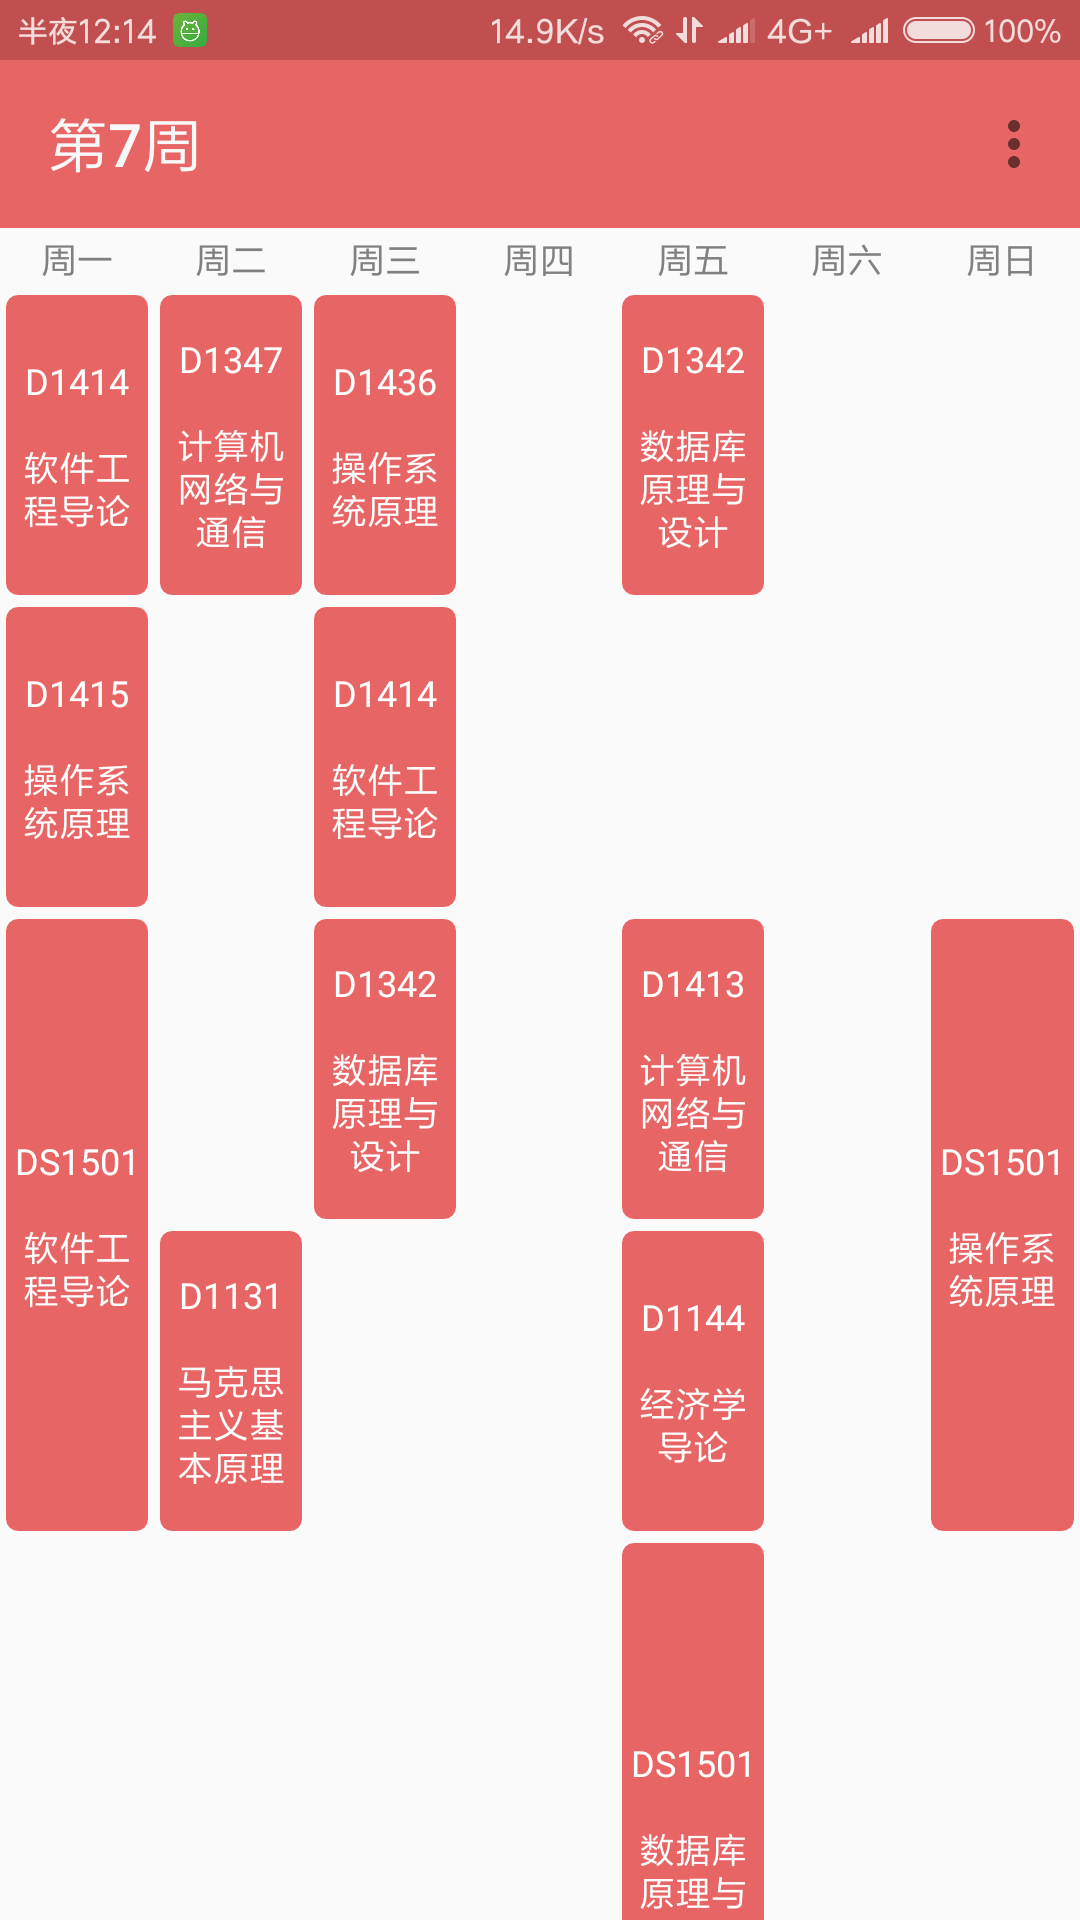 半夜12:14 14.9K/s 4G+ 100%
第7周
周一 周二 周三 周四 周五 周六 周日
D1414
软件工
程导论
D1347
计算机
网络与
通信
D1436
操作系
统原理
D1342
数据库
原理与
设计
D1415
操作系
统原理
D1414
软件工
程导论
DS1501
软件工
程导论
D1342
数据库
原理与
设计
D1413
计算机
网络与
通信
DS1501
操作系
统原理
D1131
马克思
主义基
本原理
D1144
经济学
导论
DS1501
数据库
原理与